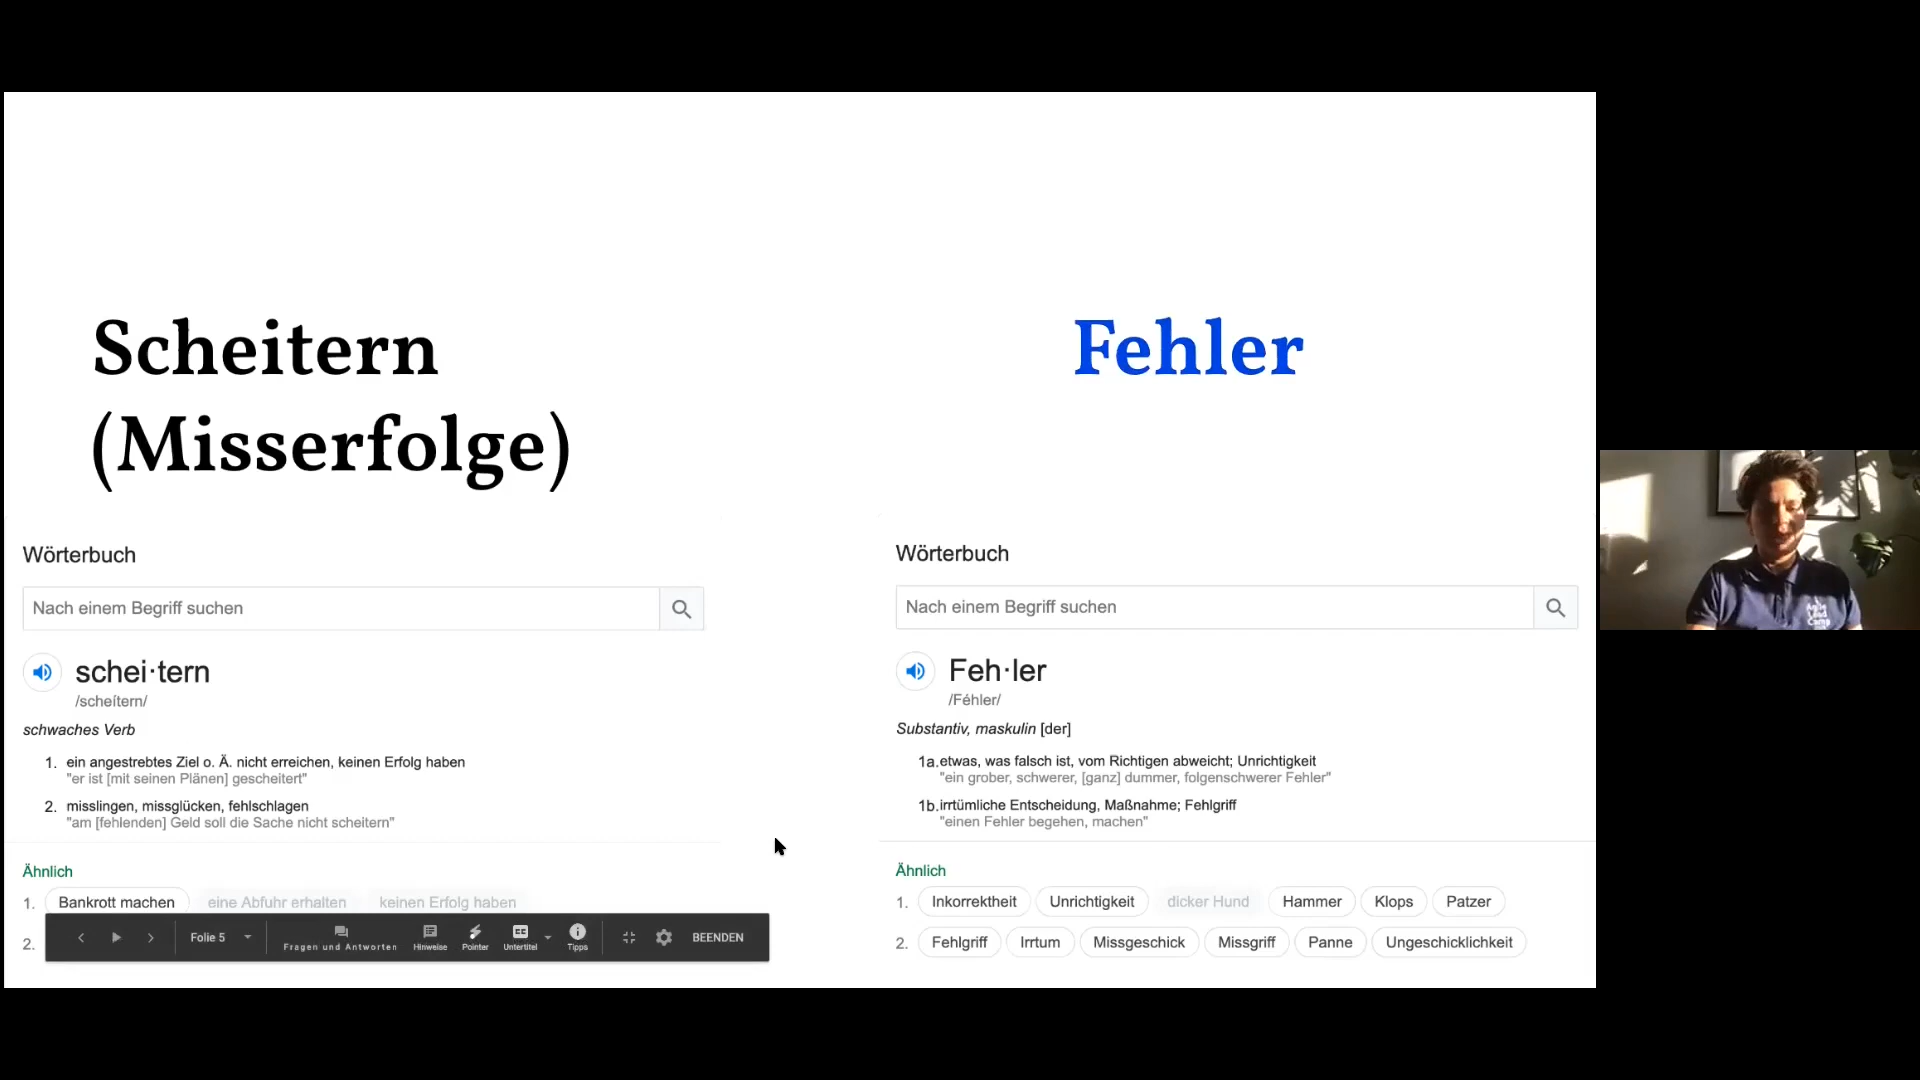 Scheitern
(Misserfolge)
Fehler
Wörterbuch
Nach einem Begriff suchen
schei·tern
/scheítern/
schwaches Verb
1. ein angestrebtes Ziel o. Ä. nicht erreichen, keinen Erfolg haben
"er ist [mit seinen Plänen] gescheitert"
2. misslingen, missglücken, fehlschlagen
"am [fehlenden] Geld soll die Sache nicht scheitern"
Ähnlich
1. Bankrott machen eine Abfuhr erhalten keinen Erfolg haben
2.
Folie 5 Fragen und Antworten Hinweise Pointer Untertitel Tipps BEENDEN
Wörterbuch
Nach einem Begriff suchen
Feh·ler
/Féhler/
Substantiv, maskulin [der]
1a. etwas, was falsch ist, vom Richtigen abweicht; Unrichtigkeit
"ein grober, schwerer, [ganz] dummer, folgenschwerer Fehler"
1b. irrtümliche Entscheidung, Maßnahme; Fehlgriff
"einen Fehler begehen, machen"
Ähnlich
1. Inkorrektheit Unrichtigkeit dicker Hund Hammer Klops Patzer
2. Fehlgriff Irrtum Missgeschick Missgriff Panne Ungeschicklichkeit
Agile
Lead
Camp